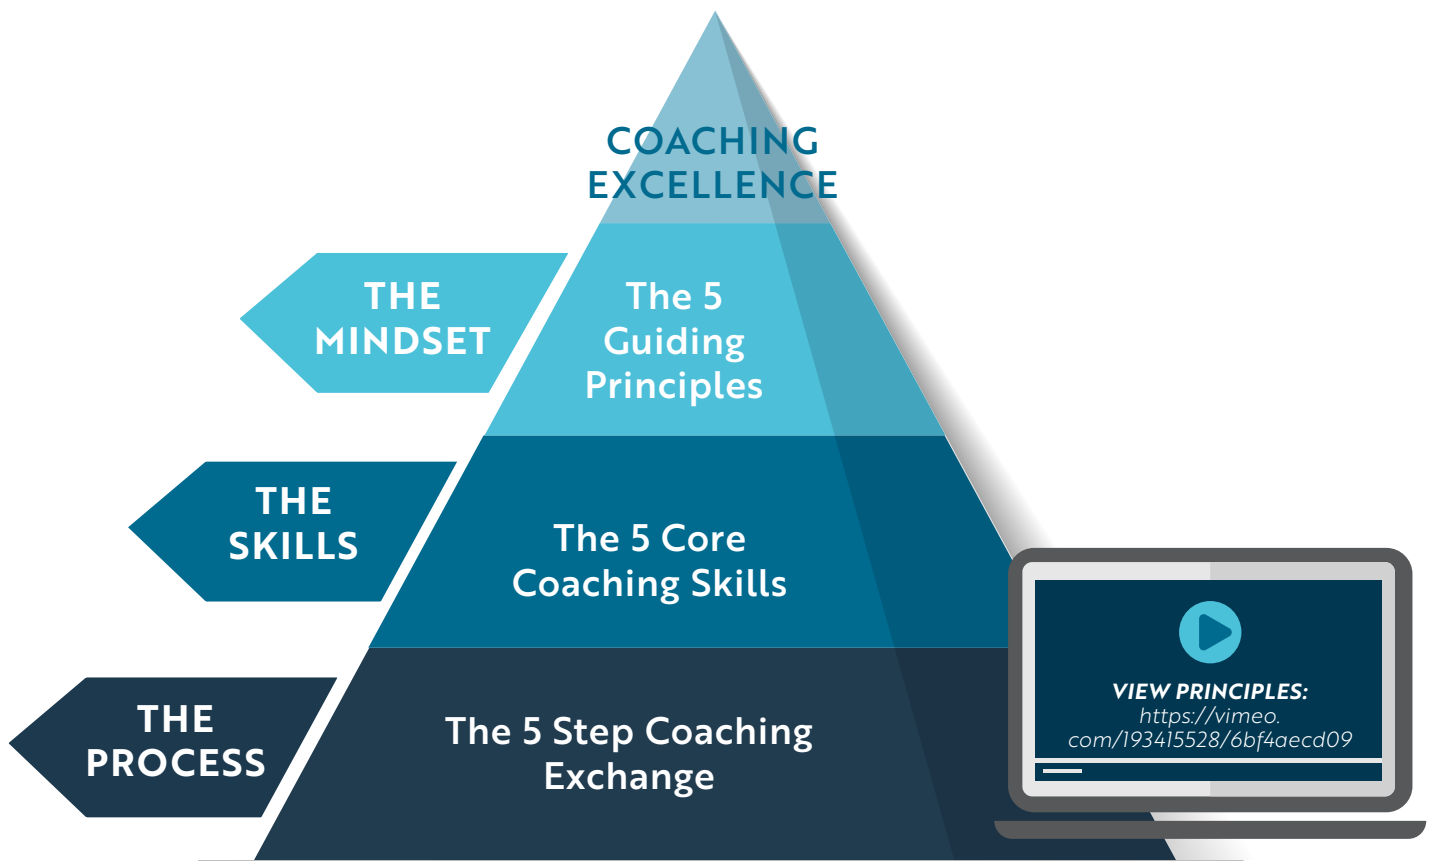 COACHING
EXCELLENCE
THE
MINDSET
The 5
Guiding
Principles
THE
SKILLS
The 5 Core
Coaching Skills
THE
PROCESS
The 5 Step Coaching
Exchange
VIEW PRINCIPLES:
https://vimeo.
com/193415528/6bf4aecd09